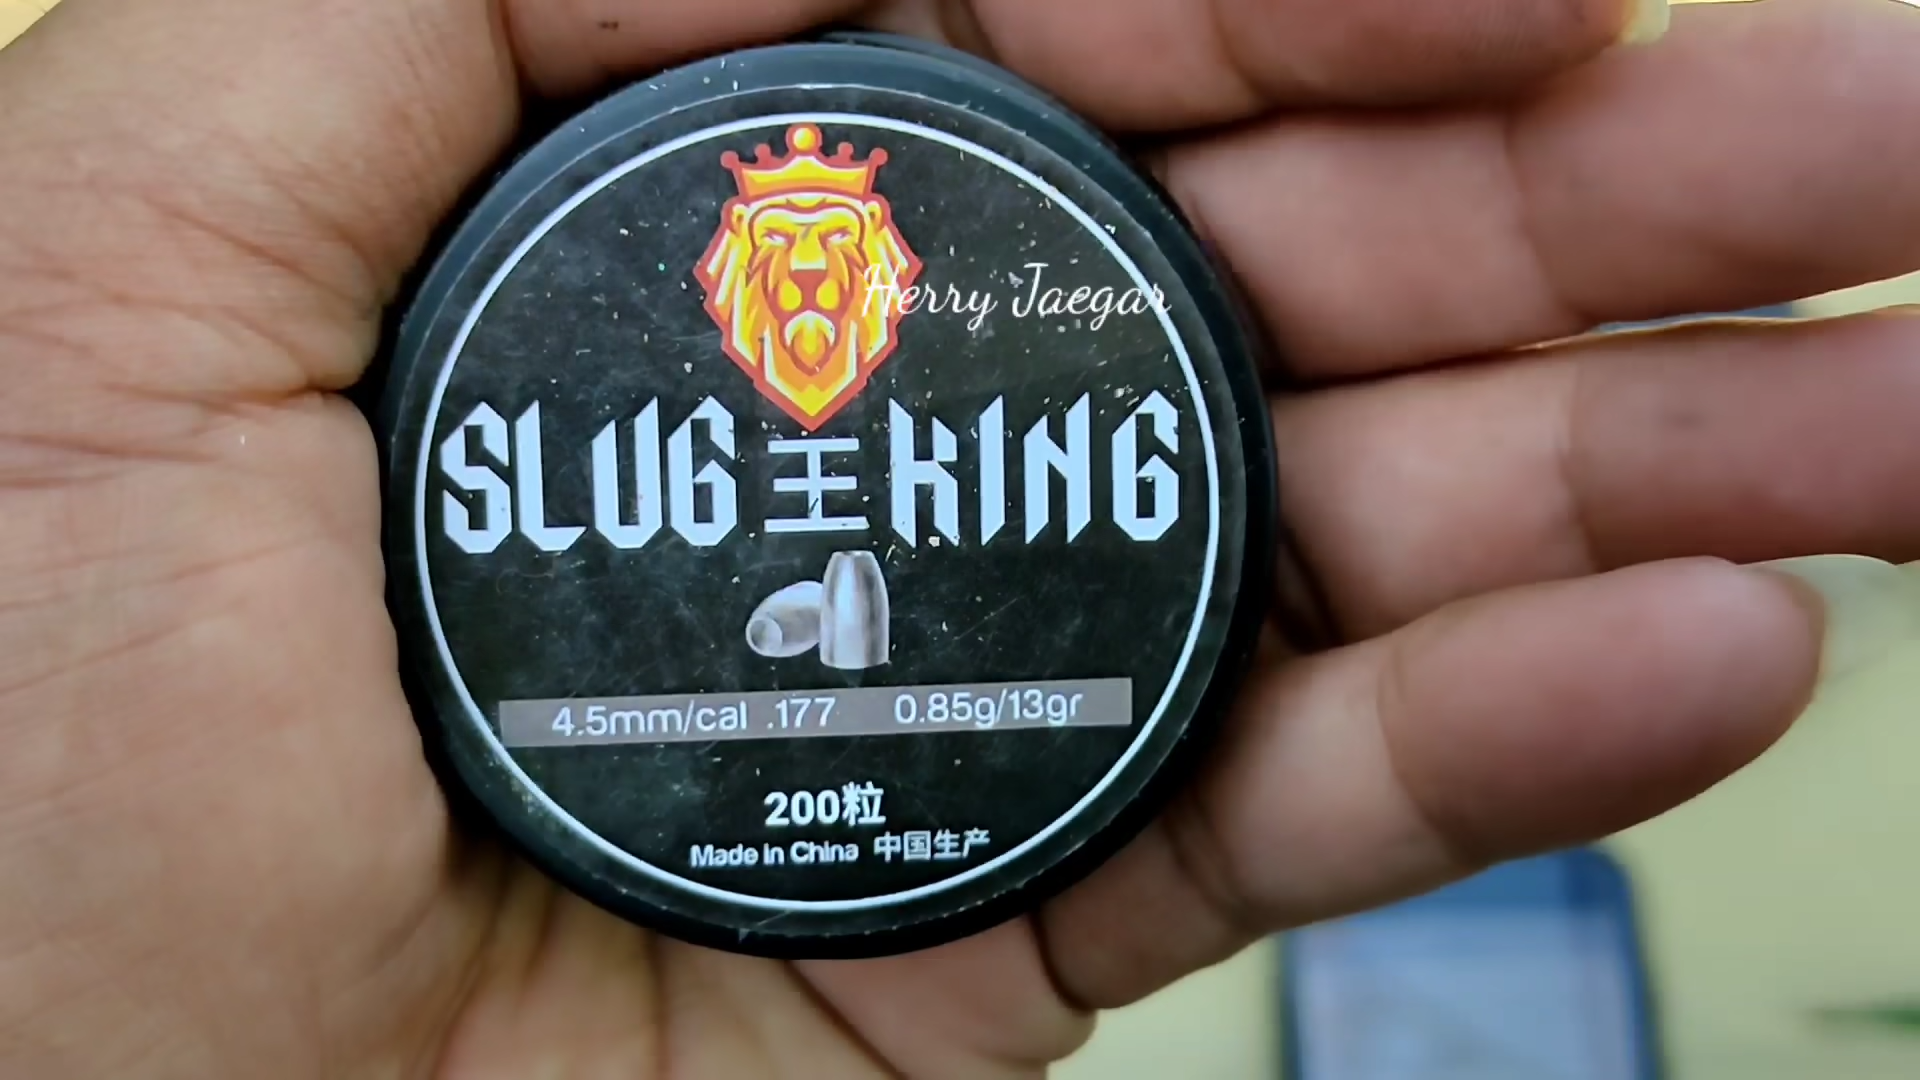 Herry Jaegar
SLUG 王 KING
4.5mm/cal .177 0.85g/13gr
200粒
Made in China 中国生产